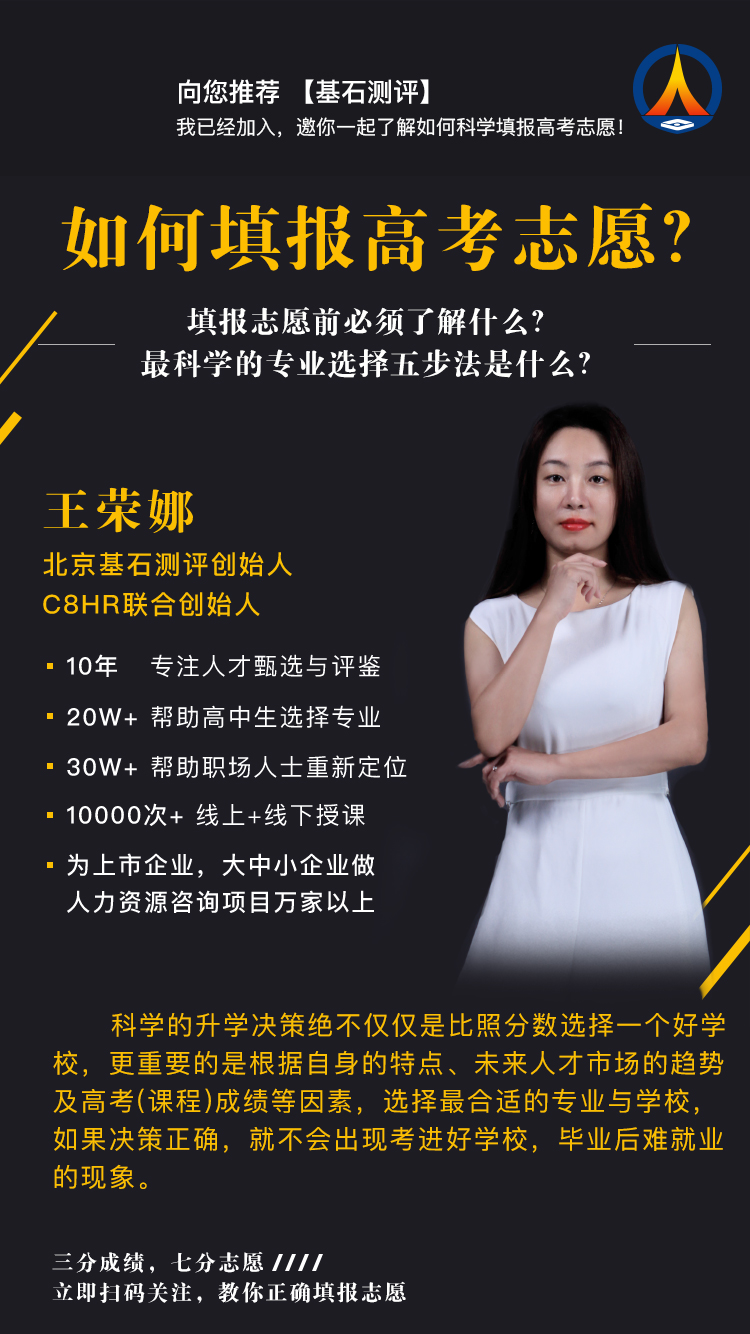 向您推荐 【基石测评】
我已经加入，邀你一起了解如何科学填报高考志愿！
如何填报高考志愿？
填报志愿前必须了解什么？
最科学的专业选择五步法是什么？
王荣娜
北京基石测评创始人
C8HR联合创始人
10年 专注人才甄选与评鉴
20W+ 帮助高中生选择专业
30W+ 帮助职场人士重新定位
10000次+ 线上+线下授课
为上市企业，大中小企业做
人力资源咨询项目万家以上
科学的升学决策绝不仅仅是比照分数选择一个好学
校，更重要的是根据自身的特点、未来人才市场的趋势
及高考(课程)成绩等因素，选择最合适的专业与学校，
如果决策正确，就不会出现考进好学校，毕业后难就业
的现象。
三分成绩，七分志愿 ////
立即扫码关注，教你正确填报志愿